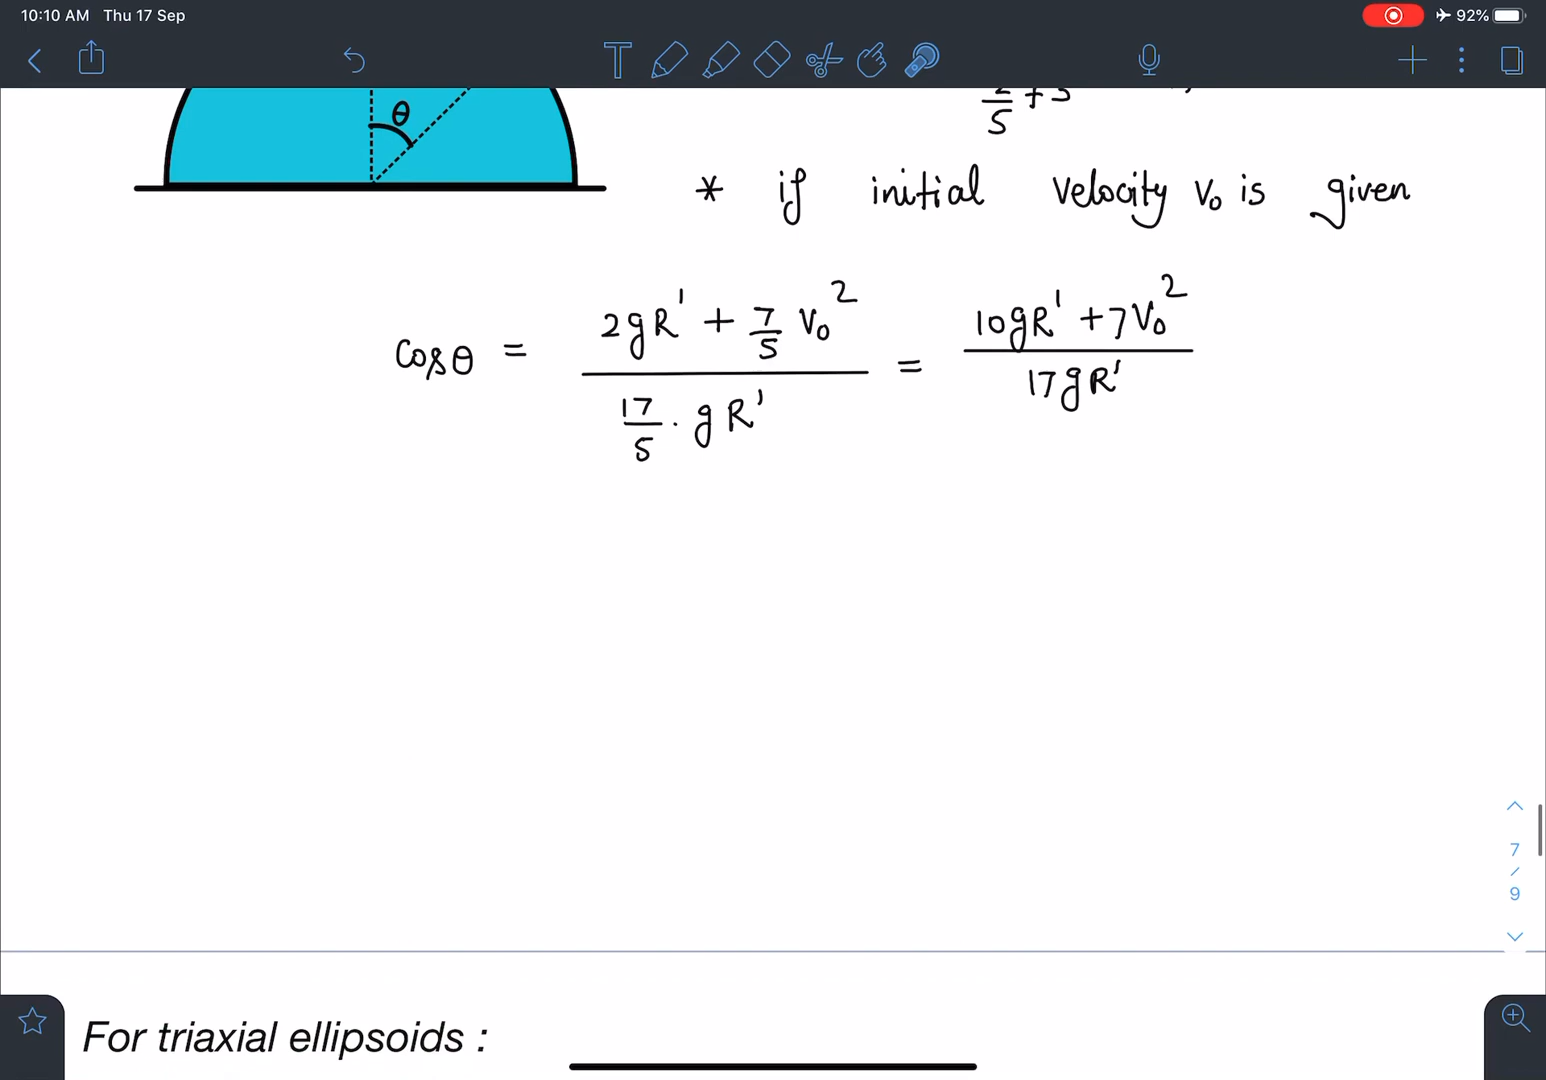 10:10 AM Thu 17 Sep
92%
θ
5
* if initial velocity v₀ is given
cosθ = (2gR' + 7/5 v₀²) / (17/5 . gR') = (10gR' + 7v₀²) / (17gR')
7
/
9
For triaxial ellipsoids :